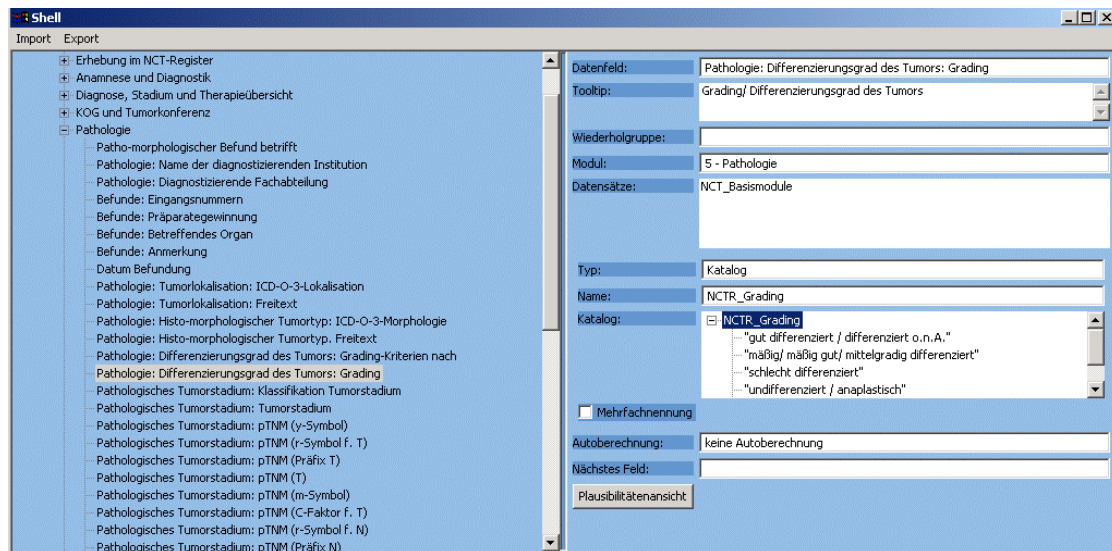 Shell
Import Export
Erhebung im NCT-Register
Anamnese und Diagnostik
Diagnose, Stadium und Therapieübersicht
KOG und Tumorkonferenz
Pathologie
Patho-morphologischer Befund betrifft
Pathologie: Name der diagnostizierenden Institution
Pathologie: Diagnostizierende Fachabteilung
Befunde: Eingangsnummern
Befunde: Präparategewinnung
Befunde: Betreffendes Organ
Befunde: Anmerkung
Datum Befundung
Pathologie: Tumorlokalisation: ICD-O-3-Lokalisation
Pathologie: Tumorlokalisation: Freitext
Pathologie: Histo-morphologischer Tumortyp: ICD-O-3-Morphologie
Pathologie: Histo-morphologischer Tumortyp. Freitext
Pathologie: Differenzierungsgrad des Tumors: Grading-Kriterien nach
Pathologie: Differenzierungsgrad des Tumors: Grading
Pathologisches Tumorstadium: Klassifikation Tumorstadium
Pathologisches Tumorstadium: Tumorstadium
Pathologisches Tumorstadium: pTNM (y-Symbol)
Pathologisches Tumorstadium: pTNM (r-Symbol f. T)
Pathologisches Tumorstadium: pTNM (Präfix T)
Pathologisches Tumorstadium: pTNM (T)
Pathologisches Tumorstadium: pTNM (m-Symbol)
Pathologisches Tumorstadium: pTNM (C-Faktor f. T)
Pathologisches Tumorstadium: pTNM (r-Symbol f. N)
Pathologisches Tumorstadium: pTNM (Präfix N)
Datenfeld: Pathologie: Differenzierungsgrad des Tumors: Grading
Tooltip: Grading/ Differenzierungsgrad des Tumors
Wiederholgruppe:
Modul: 5 - Pathologie
Datensätze: NCT_Basismodule
Typ: Katalog
Name: NCTR_Grading
Katalog: NCTR_Grading
"gut differenziert / differenziert o.n.A."
"mäßig/ mäßig gut/ mittelgradig differenziert"
"schlecht differenziert"
"undifferenziert / anaplastisch"
Mehrfachnennung
Autoberechnung: keine Autoberechnung
Nächstes Feld:
Plausibilitätenansicht